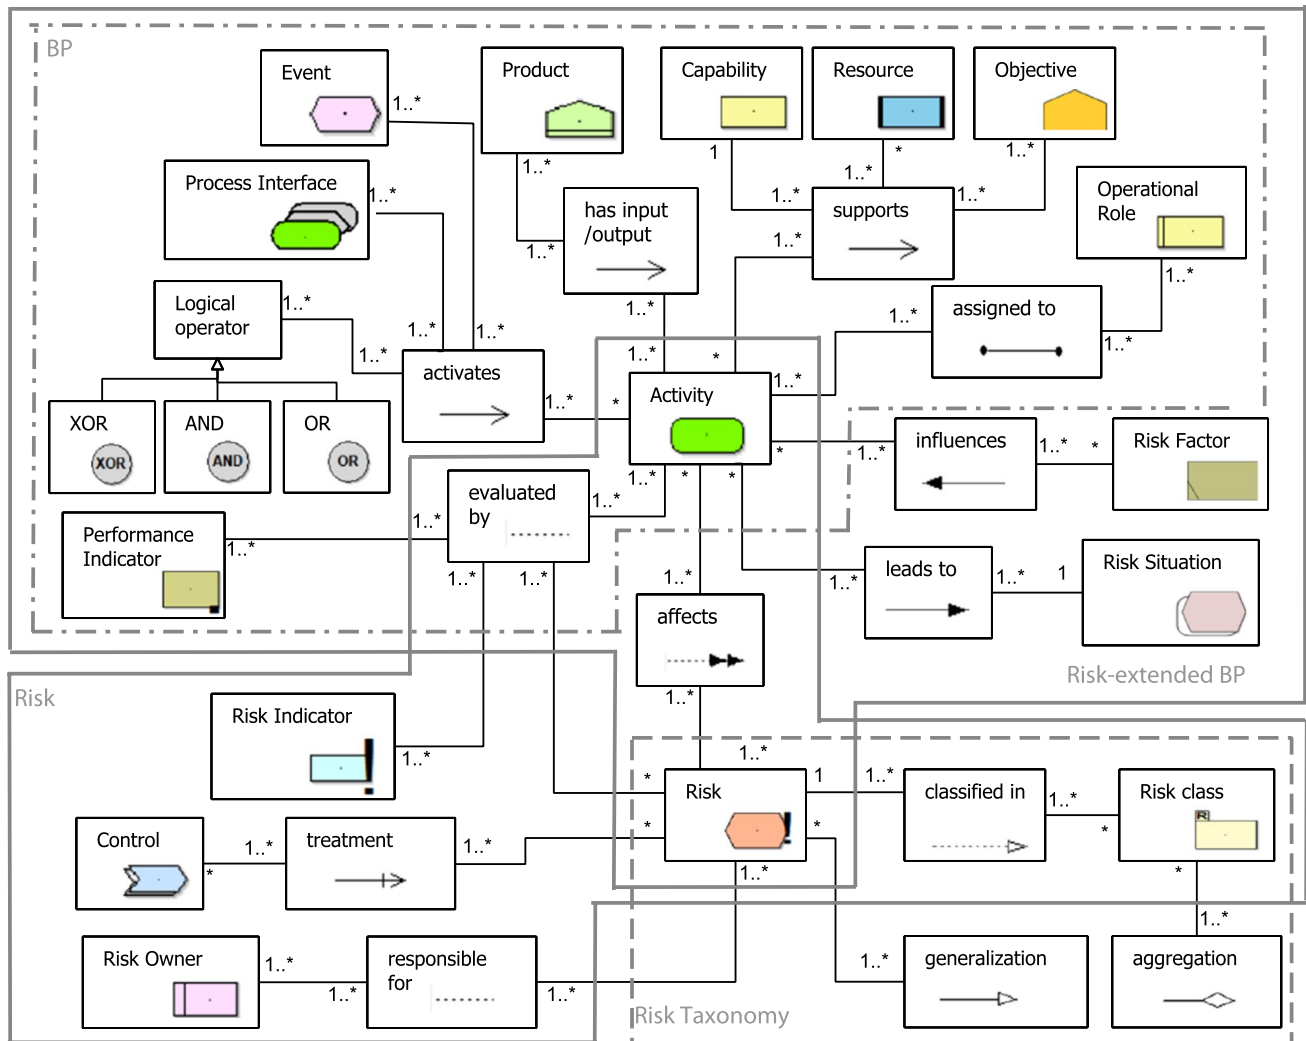 BP
Event
1..*
Product
1..*
Capability
1
Resource
*
1..*
Objective
1..*
Process Interface
1..*
has input
/output
1..*
1..*
supports
1..*
1..*
1..*
Operational
Role
1..*
Logical
operator
1..*
1..*
1..*
1..*
activates
1..*
*
assigned to
1..*
1..*
1..*
*
1..*
Activity
XOR
XOR
AND
AND
OR
OR
*
1..*
influences
1..*
*
Risk Factor
1..*
*
*
evaluated
by
1..*
1..*
1..*
1..*
Performance
Indicator
1..*
leads to
1..*
1..*
1
Risk Situation
affects
1..*
1..*
Risk-extended BP
Risk
Risk Indicator
1..*
1..*
*
*
Risk
1
*
1..*
1..*
classified in
1..*
*
Risk class
R
*
1..*
Control
*
1..*
treatment
1..*
Risk Owner
1..*
1..*
responsible
for
1..*
1..*
generalization
aggregation
Risk Taxonomy